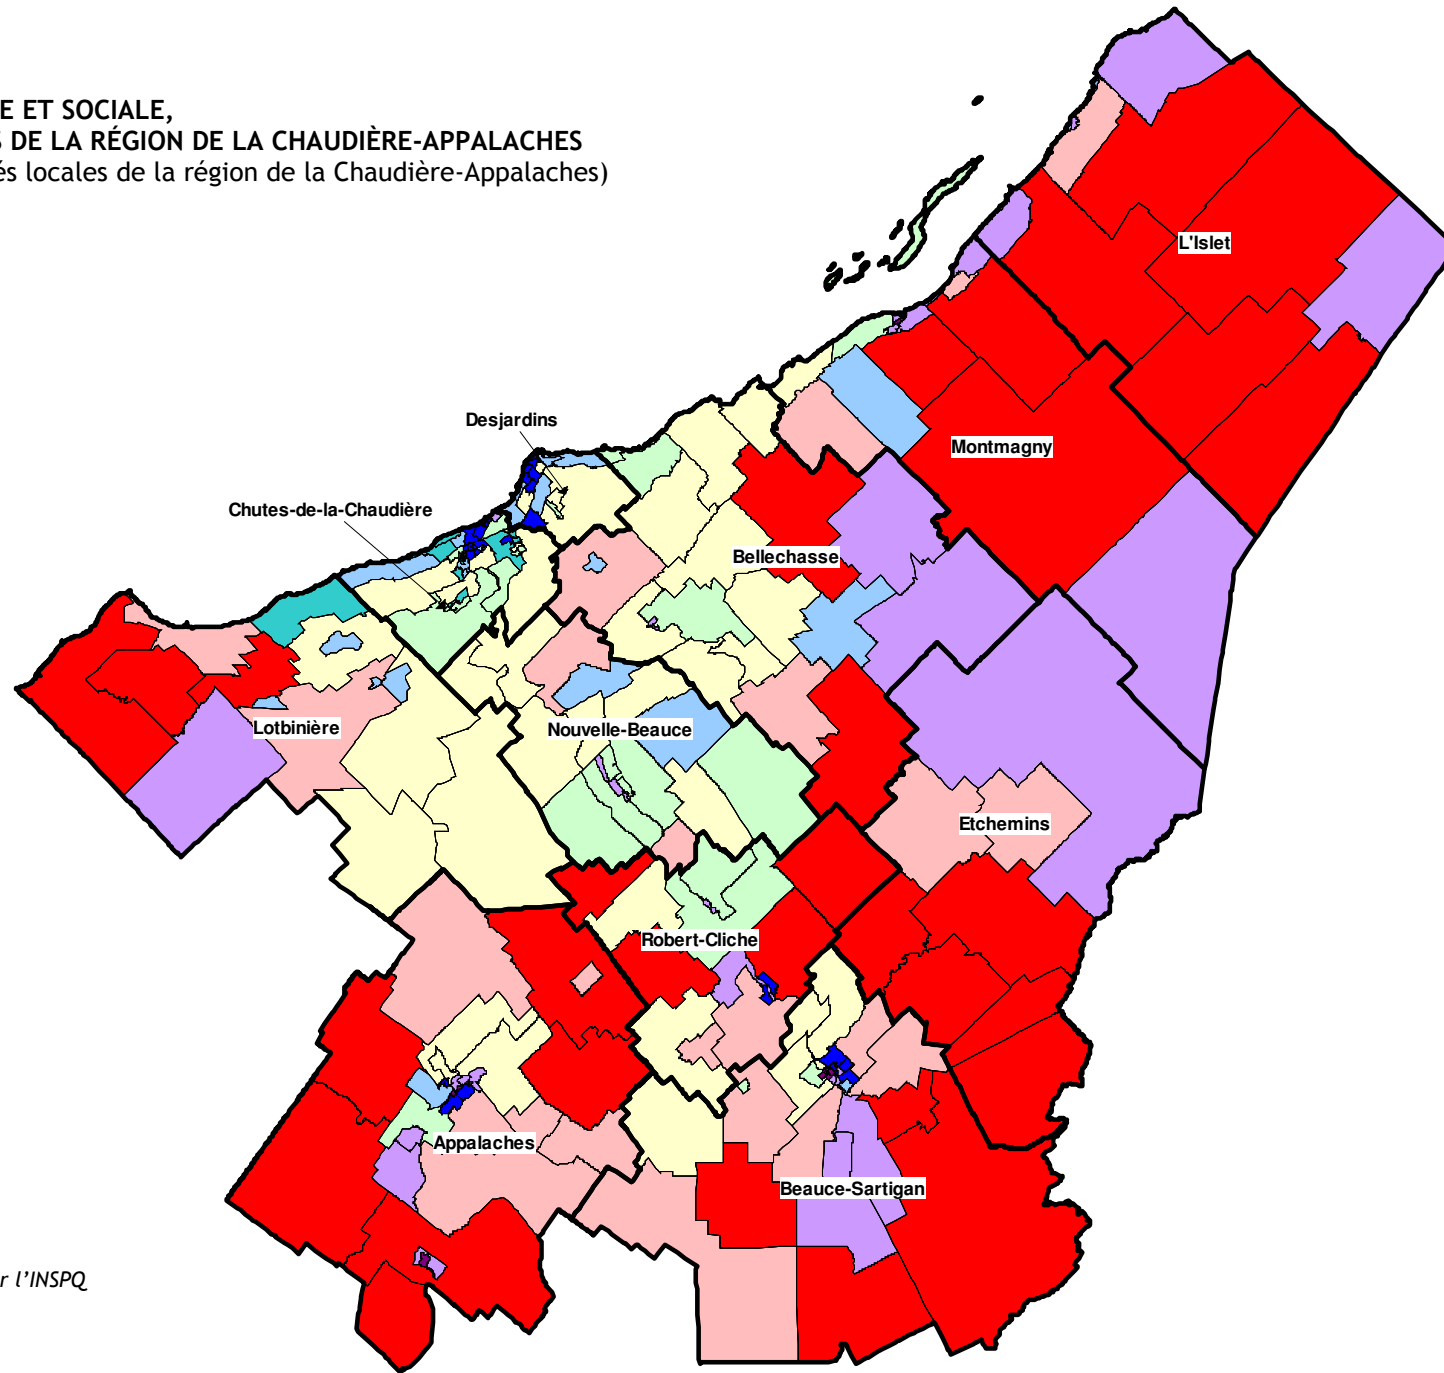 E ET SOCIALE,
S DE LA RÉGION DE LA CHAUDIÈRE-APPALACHES
és locales de la région de la Chaudière-Appalaches)
L'Islet
Desjardins
Montmagny
Chutes-de-la-Chaudière
Bellechasse
Lotbinière
Nouvelle-Beauce
Etchemins
Robert-Cliche
Appalaches
Beauce-Sartigan
r l'INSPQ